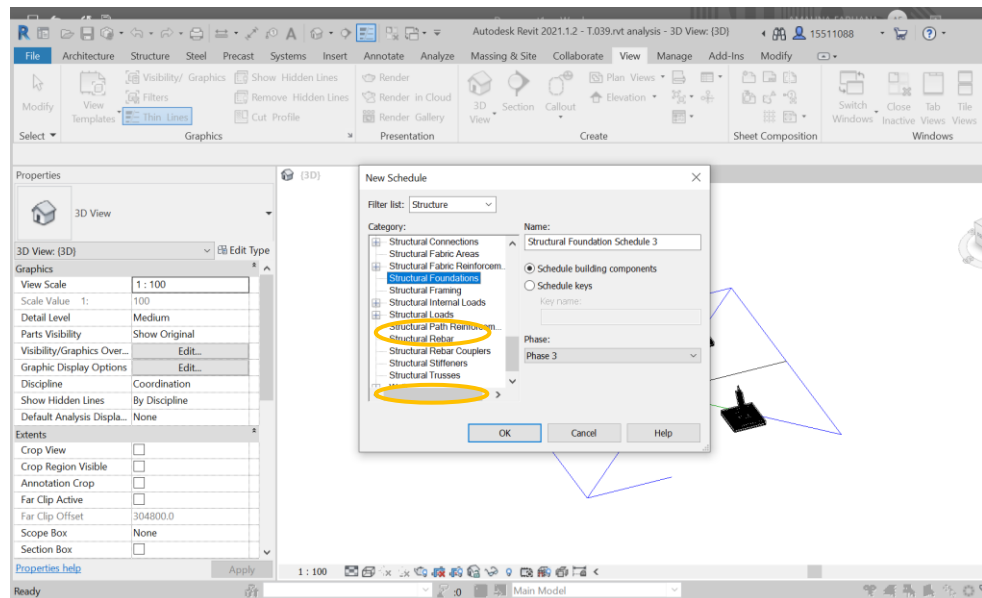 Autodesk Revit 2021.1.2 - T.039.rvt analysis - 3D View: {3D}
15511088
File Architecture Structure Steel Precast Systems Insert Annotate Analyze Massing & Site Collaborate View Manage Add-Ins Modify
Modify
View
Templates
Visibility/ Graphics
Filters
Thin Lines
Show Hidden Lines
Remove Hidden Lines
Cut Profile
Render
Render in Cloud
Render Gallery
3D
View
Section
Callout
Plan Views
Elevation
Switch
Windows
Close
Inactive
Tab
Views
Tile
Views
Select Graphics Presentation Create Sheet Composition Windows
Properties
3D View
3D View: {3D}
Edit Type
Graphics
View Scale 1 : 100
Scale Value 1: 100
Detail Level Medium
Parts Visibility Show Original
Visibility/Graphics Over... Edit...
Graphic Display Options Edit...
Discipline Coordination
Show Hidden Lines By Discipline
Default Analysis Displa... None
Extents
Crop View
Crop Region Visible
Annotation Crop
Far Clip Active
Far Clip Offset 304800.0
Scope Box None
Section Box
Properties help
Apply
{3D}
New Schedule
Filter list: Structure
Category:
Structural Connections
Structural Fabric Areas
Structural Fabric Reinforcem...
Structural Foundations
Structural Framing
Structural Internal Loads
Structural Loads
Structural Path Reinforcem...
Structural Rebar
Structural Rebar Couplers
Structural Stiffeners
Structural Trusses
Name:
Structural Foundation Schedule 3
Schedule building components
Schedule keys
Key name:
Phase:
Phase 3
OK Cancel Help
1 : 100
Ready
:0
Main Model